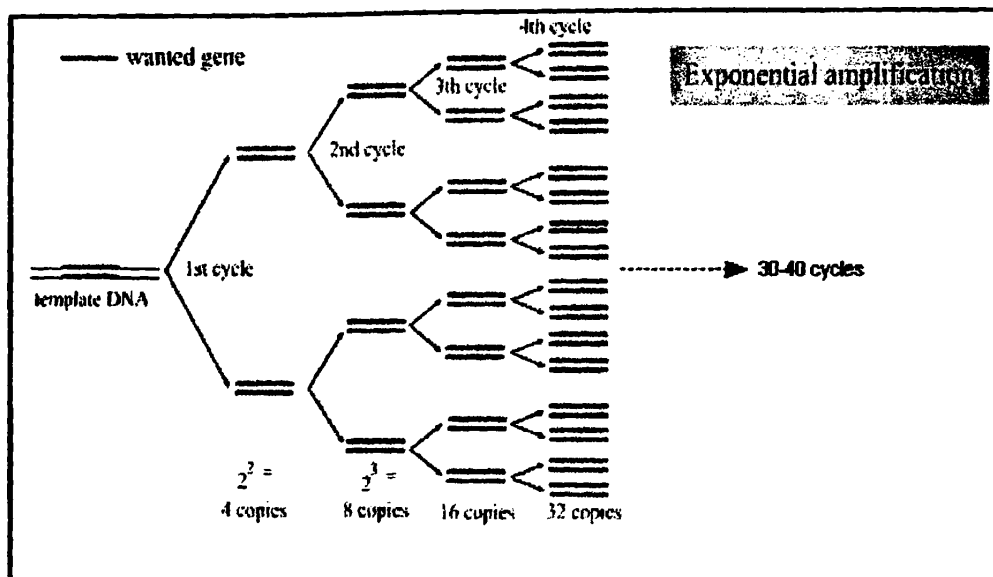 4th cycle
wanted gene
Exponential amplification
3th cycle
2nd cycle
1st cycle
template DNA
30-40 cycles
2² =
4 copies
2³ =
8 copies
16 copies
32 copies